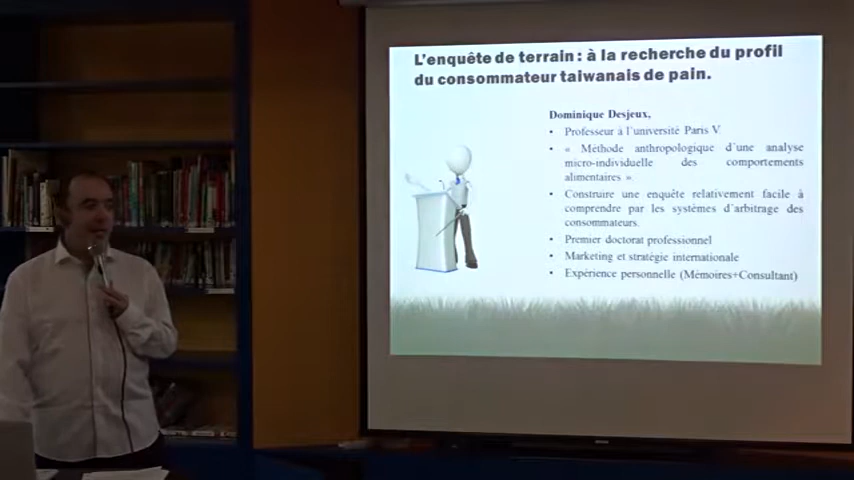 L'enquête de terrain : à la recherche du profil
du consommateur taiwanais de pain.
Dominique Desjeux,
• Professeur à l'université Paris V
• « Méthode anthropologique d'une analyse
micro-individuelle des comportements
alimentaires ».
• Construire une enquête relativement facile à
comprendre par les systèmes d'arbitrage des
consommateurs.
• Premier doctorat professionnel
• Marketing et stratégie internationale
• Expérience personnelle (Mémoires+Consultant)